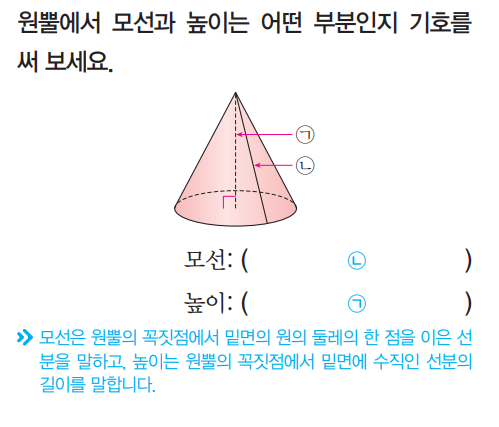 원뿔에서 모선과 높이는 어떤 부분인지 기호를
써 보세요.
㉠
㉡
모선: ( ㉡ )
높이: ( ㉠ )
모선은 원뿔의 꼭짓점에서 밑면의 원의 둘레의 한 점을 이은 선
분을 말하고, 높이는 원뿔의 꼭짓점에서 밑면에 수직인 선분의
길이를 말합니다.